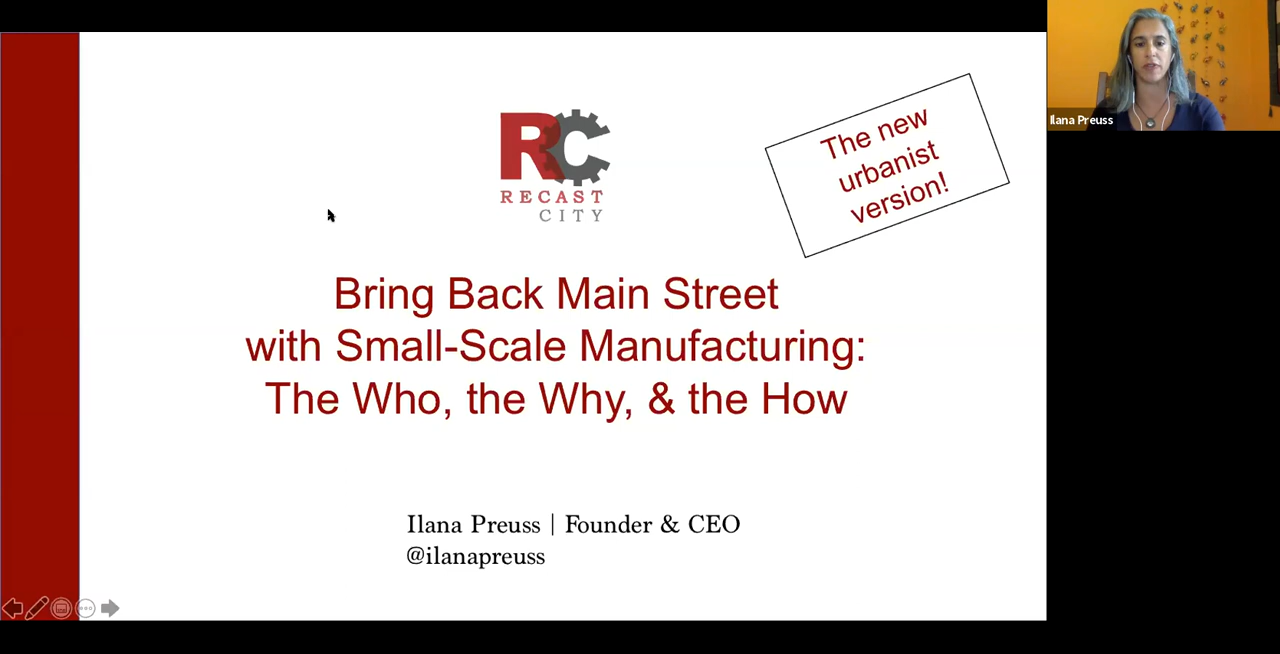 RC
RECAST
CITY
The new
urbanist
version!
Ilana Preuss
Bring Back Main Street
with Small-Scale Manufacturing:
The Who, the Why, & the How
Ilana Preuss | Founder & CEO
@ilanapreuss